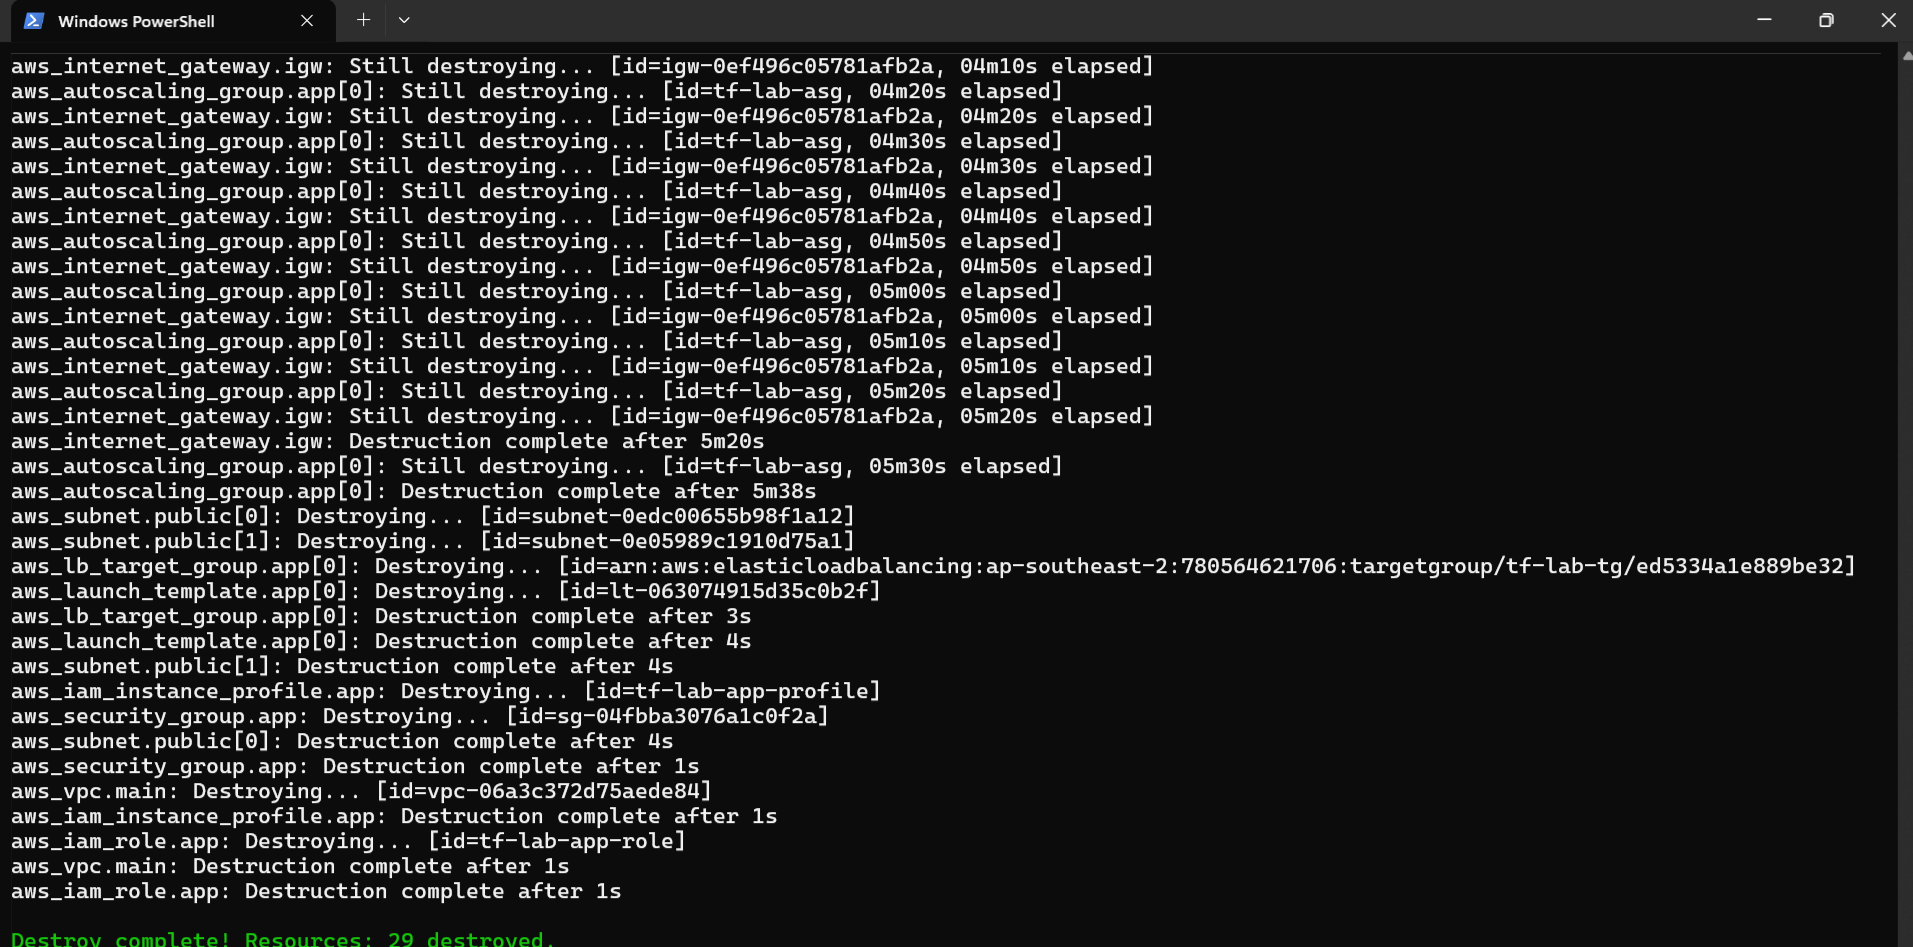 Windows PowerShell
aws_internet_gateway.igw: Still destroying... [id=igw-0ef496c05781afb2a, 04m10s elapsed]
aws_autoscaling_group.app[0]: Still destroying... [id=tf-lab-asg, 04m20s elapsed]
aws_internet_gateway.igw: Still destroying... [id=igw-0ef496c05781afb2a, 04m20s elapsed]
aws_autoscaling_group.app[0]: Still destroying... [id=tf-lab-asg, 04m30s elapsed]
aws_internet_gateway.igw: Still destroying... [id=igw-0ef496c05781afb2a, 04m30s elapsed]
aws_autoscaling_group.app[0]: Still destroying... [id=tf-lab-asg, 04m40s elapsed]
aws_internet_gateway.igw: Still destroying... [id=igw-0ef496c05781afb2a, 04m40s elapsed]
aws_autoscaling_group.app[0]: Still destroying... [id=tf-lab-asg, 04m50s elapsed]
aws_internet_gateway.igw: Still destroying... [id=igw-0ef496c05781afb2a, 04m50s elapsed]
aws_autoscaling_group.app[0]: Still destroying... [id=tf-lab-asg, 05m00s elapsed]
aws_internet_gateway.igw: Still destroying... [id=igw-0ef496c05781afb2a, 05m00s elapsed]
aws_autoscaling_group.app[0]: Still destroying... [id=tf-lab-asg, 05m10s elapsed]
aws_internet_gateway.igw: Still destroying... [id=igw-0ef496c05781afb2a, 05m10s elapsed]
aws_autoscaling_group.app[0]: Still destroying... [id=tf-lab-asg, 05m20s elapsed]
aws_internet_gateway.igw: Still destroying... [id=igw-0ef496c05781afb2a, 05m20s elapsed]
aws_internet_gateway.igw: Destruction complete after 5m20s
aws_autoscaling_group.app[0]: Still destroying... [id=tf-lab-asg, 05m30s elapsed]
aws_autoscaling_group.app[0]: Destruction complete after 5m38s
aws_subnet.public[0]: Destroying... [id=subnet-0edc00655b98f1a12]
aws_subnet.public[1]: Destroying... [id=subnet-0e05989c1910d75a1]
aws_lb_target_group.app[0]: Destroying... [id=arn:aws:elasticloadbalancing:ap-southeast-2:780564621706:targetgroup/tf-lab-tg/ed5334a1e889be32]
aws_launch_template.app[0]: Destroying... [id=lt-063074915d35c0b2f]
aws_lb_target_group.app[0]: Destruction complete after 3s
aws_launch_template.app[0]: Destruction complete after 4s
aws_subnet.public[1]: Destruction complete after 4s
aws_iam_instance_profile.app: Destroying... [id=tf-lab-app-profile]
aws_security_group.app: Destroying... [id=sg-04fbba3076a1c0f2a]
aws_subnet.public[0]: Destruction complete after 4s
aws_security_group.app: Destruction complete after 1s
aws_vpc.main: Destroying... [id=vpc-06a3c372d75aede84]
aws_iam_instance_profile.app: Destruction complete after 1s
aws_iam_role.app: Destroying... [id=tf-lab-app-role]
aws_vpc.main: Destruction complete after 1s
aws_iam_role.app: Destruction complete after 1s
Destroy complete! Resources: 29 destroyed.